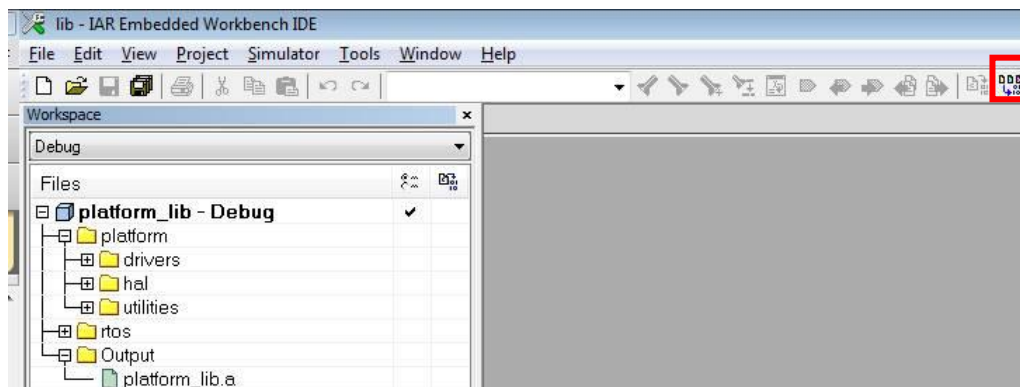 lib - IAR Embedded Workbench IDE
File Edit View Project Simulator Tools Window Help
Workspace
Debug
Files
platform_lib - Debug
platform
drivers
hal
utilities
rtos
Output
platform_lib.a